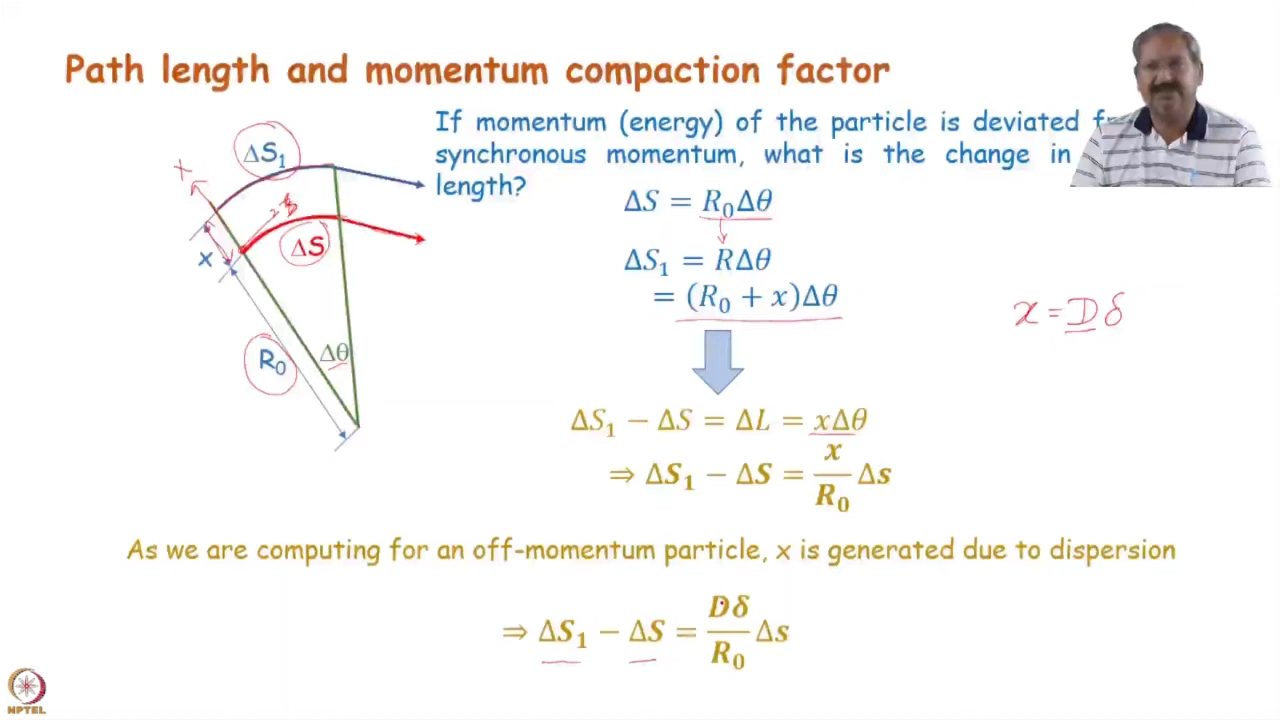 Path length and momentum compaction factor
If momentum (energy) of the particle is deviated
synchronous momentum, what is the change in
length?
ΔS = R₀Δθ
ΔS₁ = RΔθ
= (R₀ + x)Δθ
x = Dδ
ΔS₁ − ΔS = ΔL = xΔθ
⇒ ΔS₁ − ΔS = x/R₀ Δs
As we are computing for an off-momentum particle, x is generated due to dispersion
⇒ ΔS₁ − ΔS = Dδ/R₀ Δs
ΔS₁
x
ΔS
x
Δθ
R₀
NPTEL